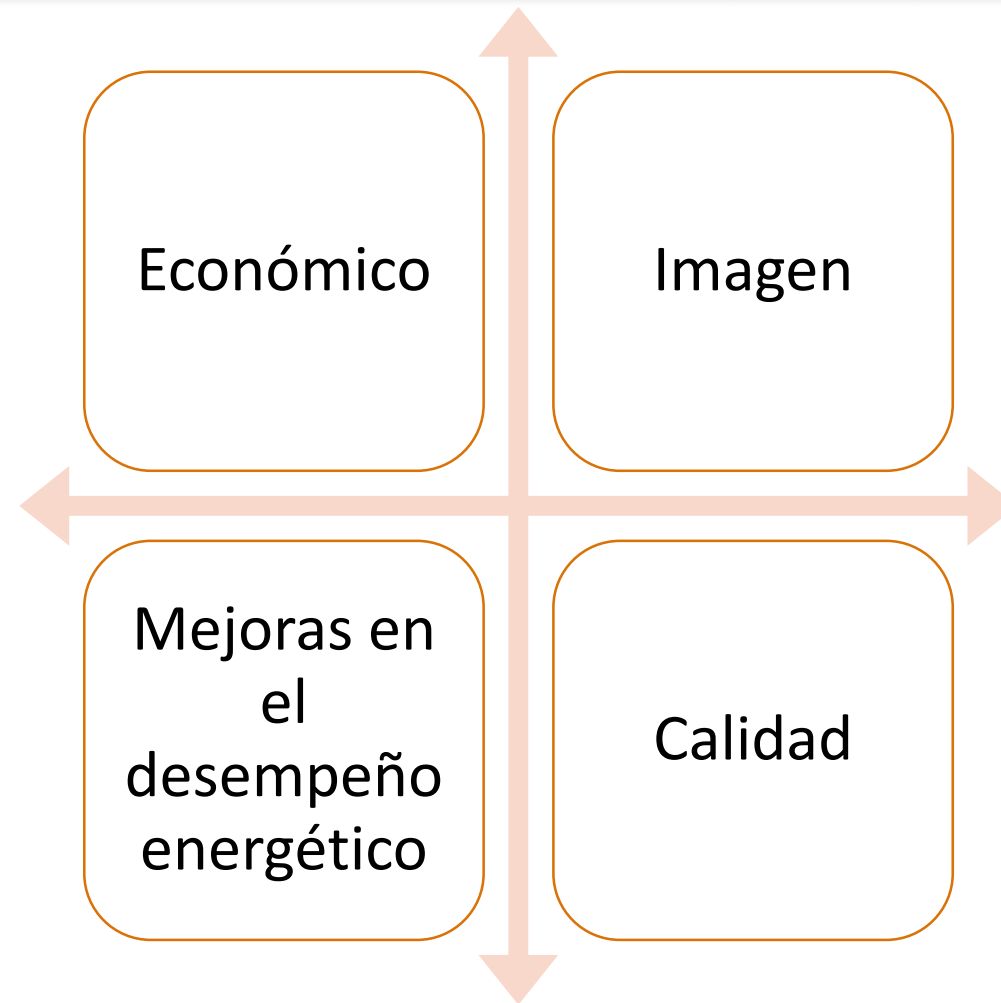 Económico
Imagen
Mejoras en
el
desempeño
energético
Calidad